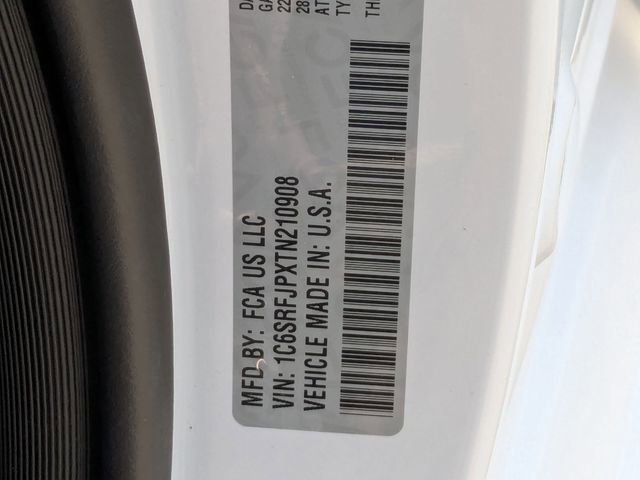 MFD BY: FCA US LLC
VIN: 1C6SRFJPXTN210908
VEHICLE MADE IN: U.S.A.